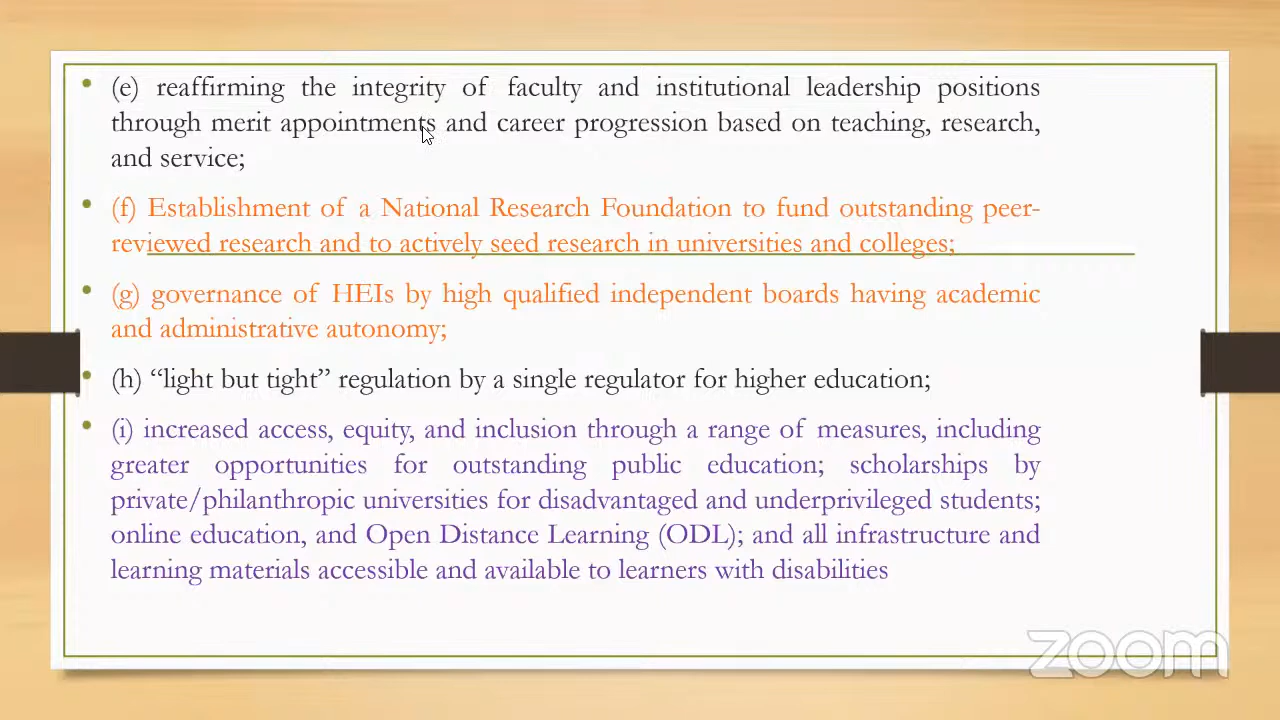 • (e) reaffirming the integrity of faculty and institutional leadership positions
through merit appointments and career progression based on teaching, research,
and service;
• (f) Establishment of a National Research Foundation to fund outstanding peer-
reviewed research and to actively seed research in universities and colleges;
• (g) governance of HEIs by high qualified independent boards having academic
and administrative autonomy;
• (h) “light but tight” regulation by a single regulator for higher education;
• (i) increased access, equity, and inclusion through a range of measures, including
greater opportunities for outstanding public education; scholarships by
private/philanthropic universities for disadvantaged and underprivileged students;
online education, and Open Distance Learning (ODL); and all infrastructure and
learning materials accessible and available to learners with disabilities
zoom